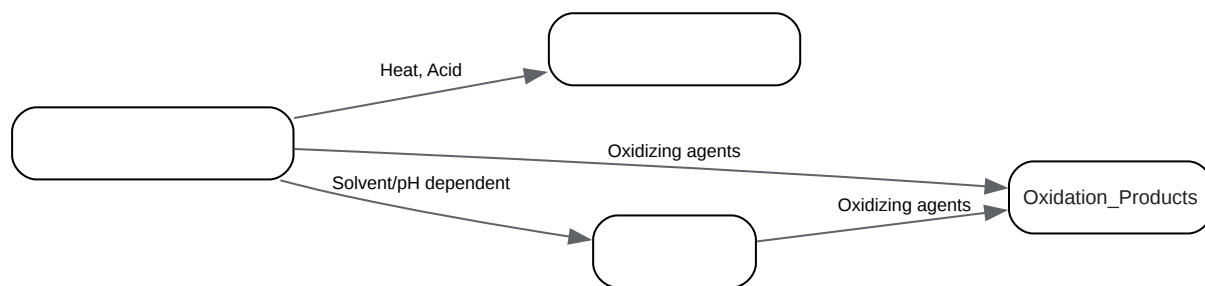 Heat, Acid
Oxidizing agents
Solvent/pH dependent
Oxidizing agents
Oxidation_Products